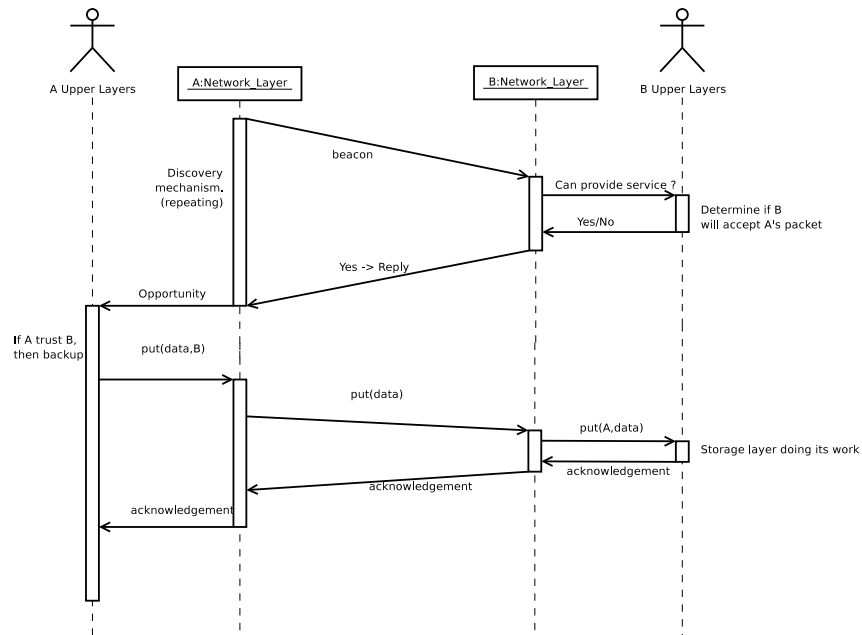 A Upper Layers
A:Network_Layer
B:Network_Layer
B Upper Layers
beacon
Discovery
mechanism.
(repeating)
Can provide service ?
Determine if B
will accept A's packet
Yes/No
Yes -> Reply
Opportunity
If A trust B,
then backup
put(data,B)
put(data)
put(A,data)
Storage layer doing its work
acknowledgement
acknowledgement
acknowledgement